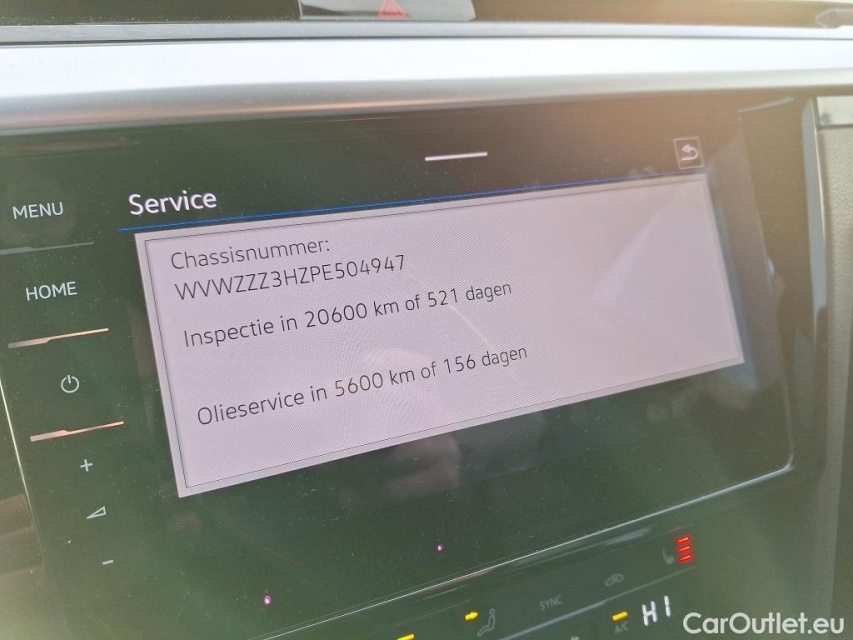 MENU
HOME
Service
Chassisnummer:
WVWZZZ3HZPE504947
Inspectie in 20600 km of 521 dagen
Olieservice in 5600 km of 156 dagen
+
-
SYNC
A/C
HI
CarOutlet.eu